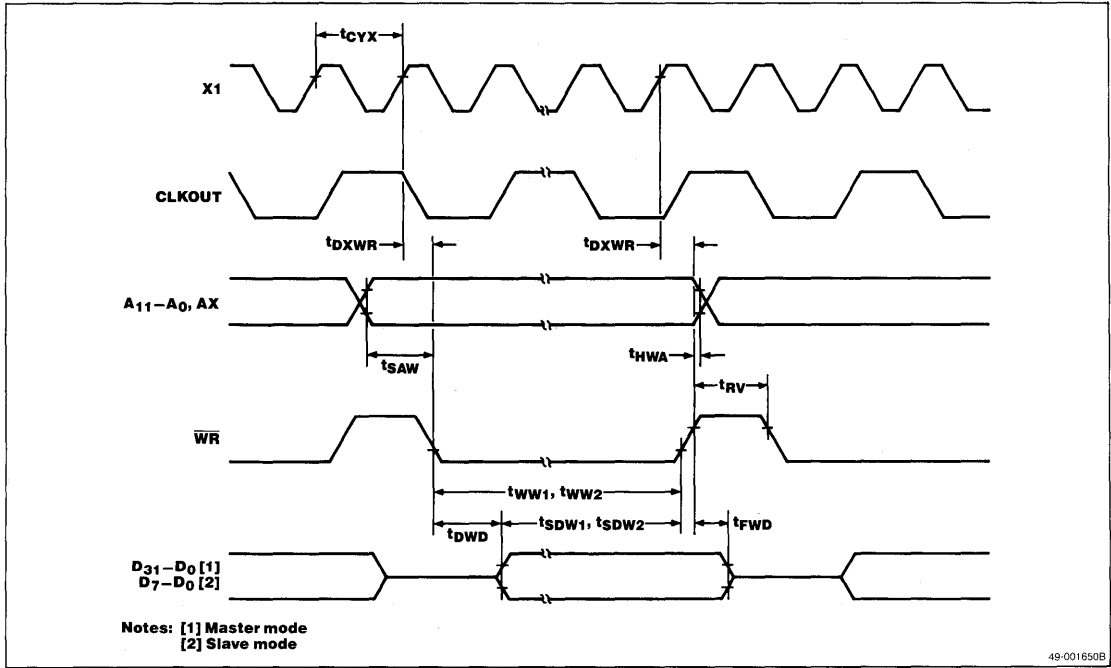 tCYX
X1
CLKOUT
tDXWR
tDXWR
A11–A0, AX
tSAW
tHWA
tRV
WR
tWW1, tWW2
tDWD
tSDW1, tSDW2
tFWD
D31–D0 [1]
D7–D0 [2]
Notes: [1] Master mode
[2] Slave mode
49-001650B